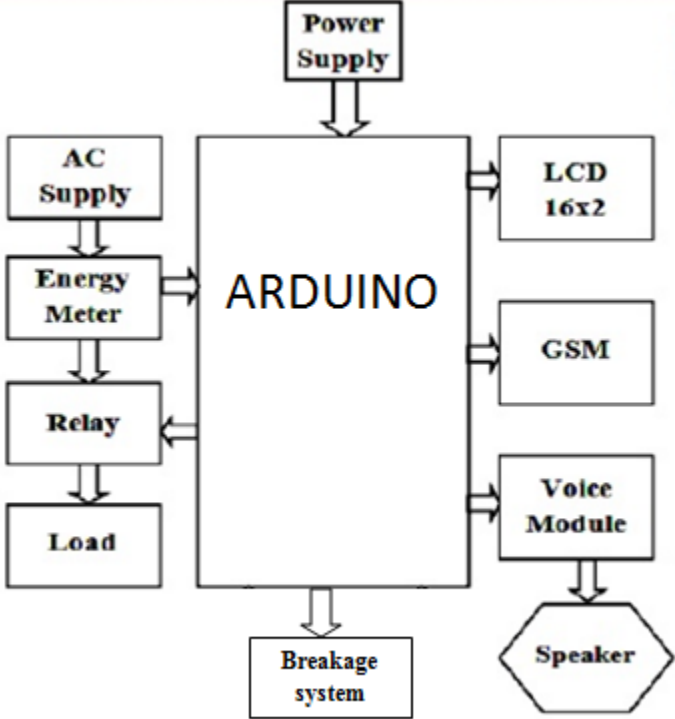 Power
Supply
AC
Supply
Energy
Meter
Relay
Load
ARDUINO
LCD
16x2
GSM
Voice
Module
Speaker
Breakage
system